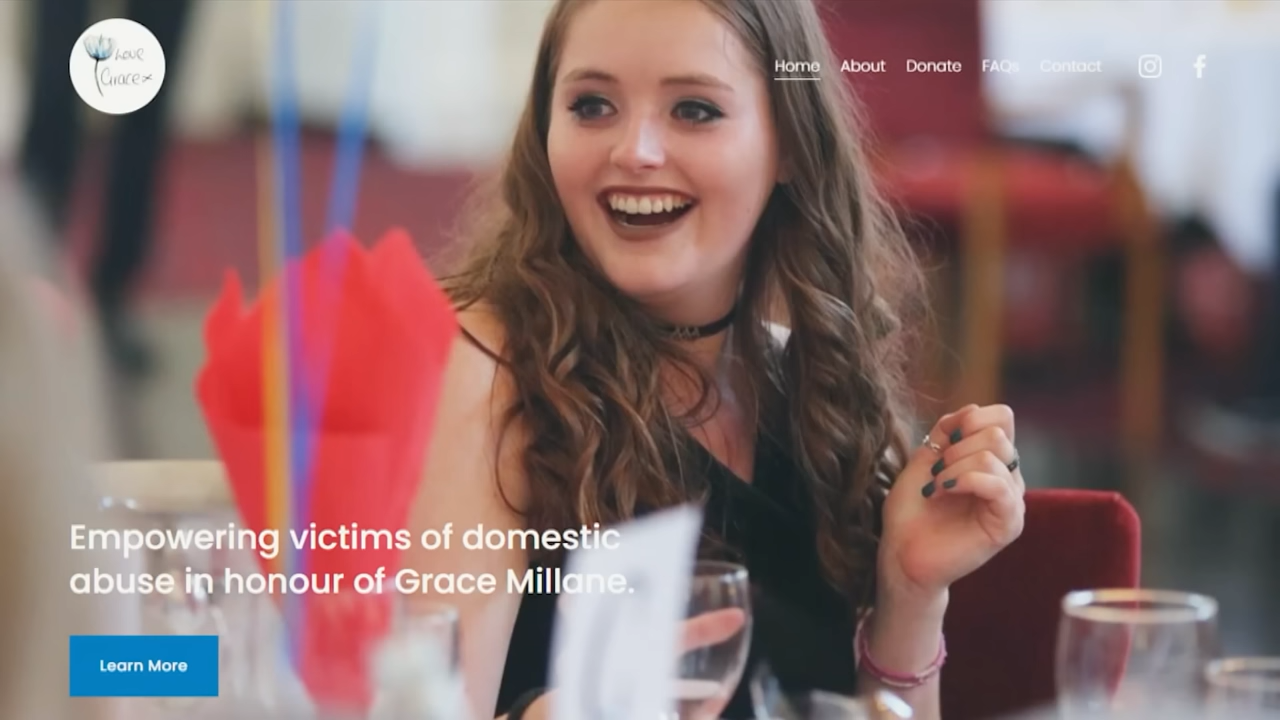 Love
Grace x
Home About Donate FAQs Contact
Empowering victims of domestic
abuse in honour of Grace Millane.
Learn More